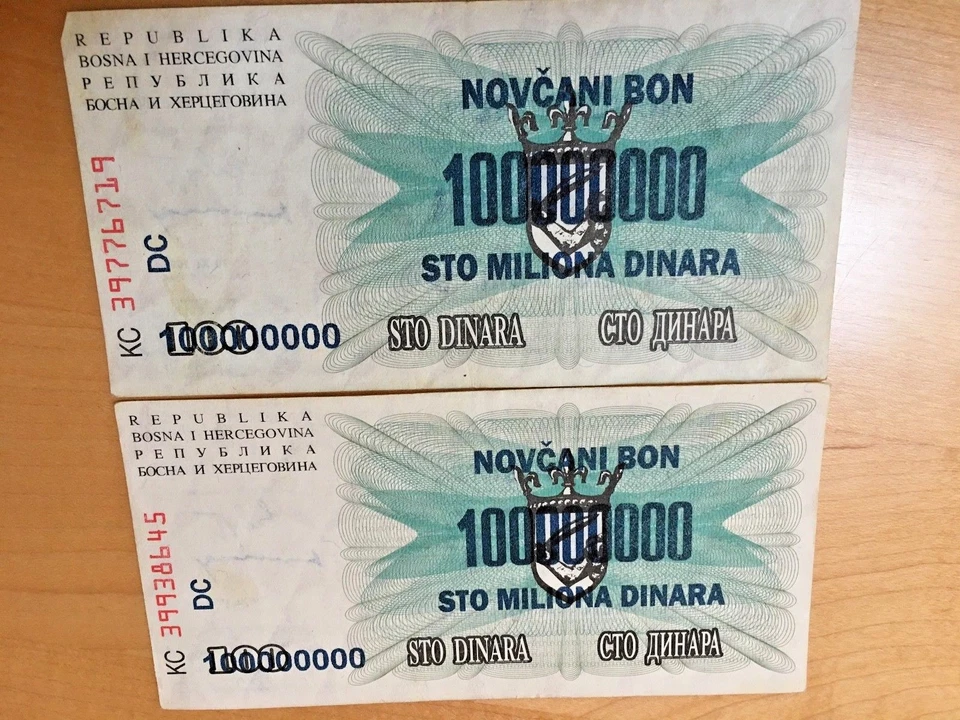 REPUBLIKA
BOSNA I HERCEGOVINA
РЕПУБЛИКА
БОСНА И ХЕРЦЕГОВИНА
NOVČANI BON
100000000
STO MILIONA DINARA
KC 39776719
DC
100
100000000
STO DINARA
СТО ДИНАРА
REPUBLIKA
BOSNA I HERCEGOVINA
РЕПУБЛИКА
БОСНА И ХЕРЦЕГОВИНА
NOVČANI BON
100000000
STO MILIONA DINARA
KC 39938645
DC
100
100000000
STO DINARA
СТО ДИНАРА